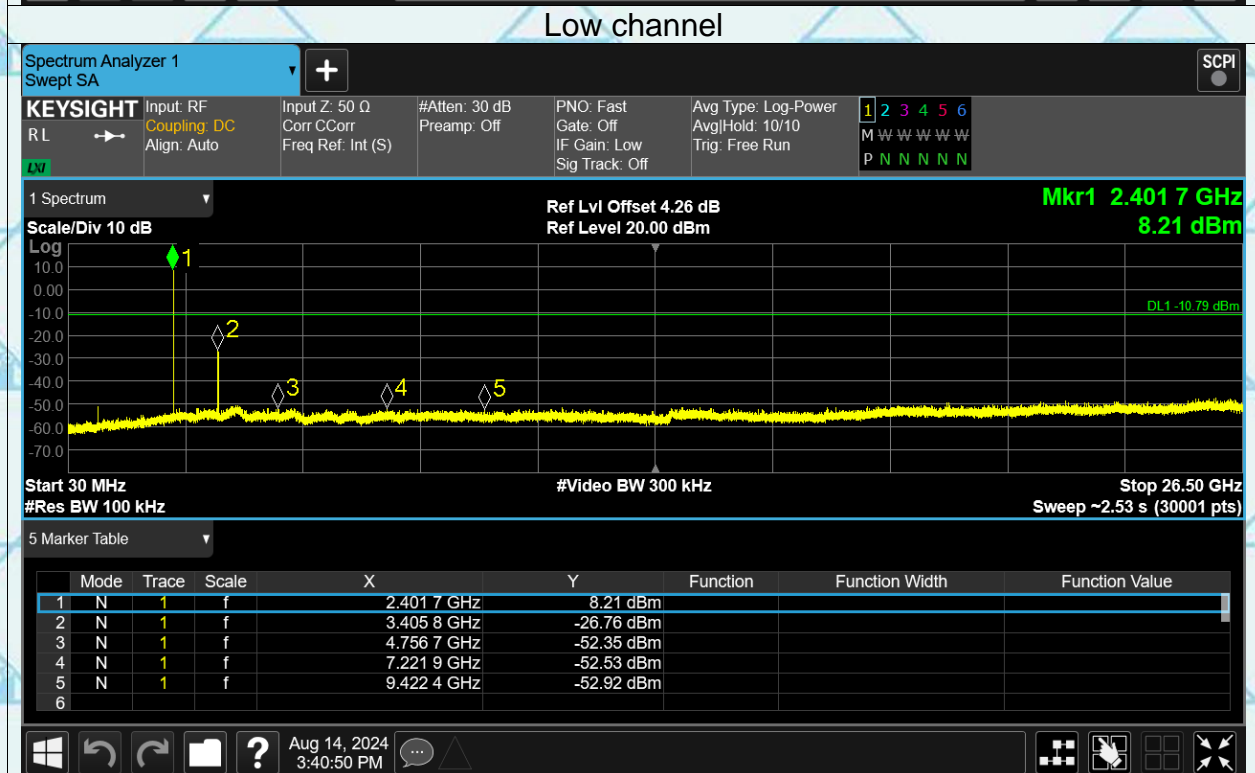 Low channel
Spectrum Analyzer 1
Swept SA
+
SCPI
KEYSIGHT
R L
LXI
Input: RF
Coupling: DC
Align: Auto
Input Z: 50 Ω
Corr CCorr
Freq Ref: Int (S)
#Atten: 30 dB
Preamp: Off
PNO: Fast
Gate: Off
IF Gain: Low
Sig Track: Off
Avg Type: Log-Power
Avg|Hold: 10/10
Trig: Free Run
1 2 3 4 5 6
M W W W W W
P N N N N N
1 Spectrum
Scale/Div 10 dB
Ref Lvl Offset 4.26 dB
Ref Level 20.00 dBm
Mkr1 2.401 7 GHz
8.21 dBm
Log
10.0
0.00
-10.0
-20.0
-30.0
-40.0
-50.0
-60.0
-70.0
1
2
3
4
5
DL1 -10.79 dBm
Start 30 MHz
#Video BW 300 kHz
Stop 26.50 GHz
#Res BW 100 kHz
Sweep ~2.53 s (30001 pts)
5 Marker Table
Mode Trace Scale X Y Function Function Width Function Value
1 N 1 f 2.401 7 GHz 8.21 dBm
2 N 1 f 3.405 8 GHz -26.76 dBm
3 N 1 f 4.756 7 GHz -52.35 dBm
4 N 1 f 7.221 9 GHz -52.53 dBm
5 N 1 f 9.422 4 GHz -52.92 dBm
6
?
Aug 14, 2024
3:40:50 PM